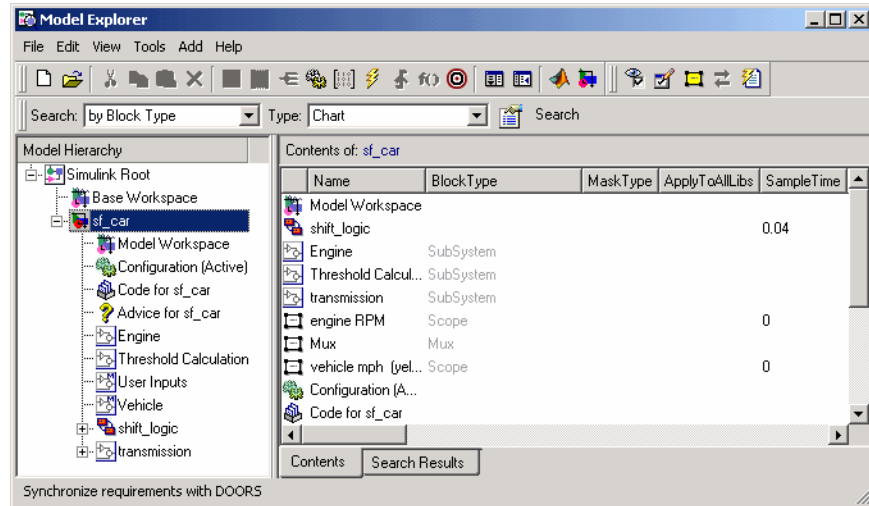 Model Explorer
File Edit View Tools Add Help
Search: by Block Type Type: Chart Search
Model Hierarchy
Simulink Root
Base Workspace
sf_car
Model Workspace
Configuration (Active)
Code for sf_car
Advice for sf_car
Engine
Threshold Calculation
User Inputs
Vehicle
shift_logic
transmission
Contents of: sf_car
Name BlockType MaskType ApplyToAllLibs SampleTime
Model Workspace
shift_logic 0.04
Engine SubSystem
Threshold Calcul... SubSystem
transmission SubSystem
engine RPM Scope 0
Mux Mux
vehicle mph (yel... Scope 0
Configuration (A...
Code for sf_car
Contents Search Results
Synchronize requirements with DOORS